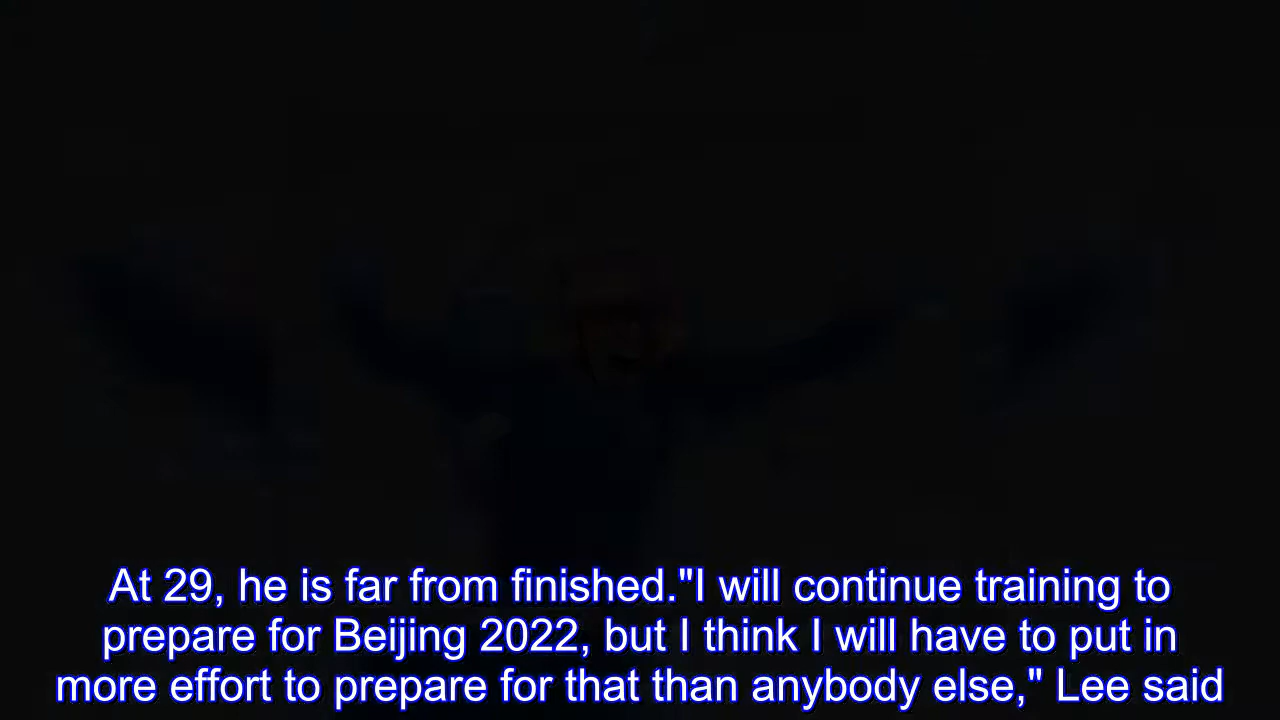 At 29, he is far from finished."I will continue training to
prepare for Beijing 2022, but I think I will have to put in
more effort to prepare for that than anybody else," Lee said